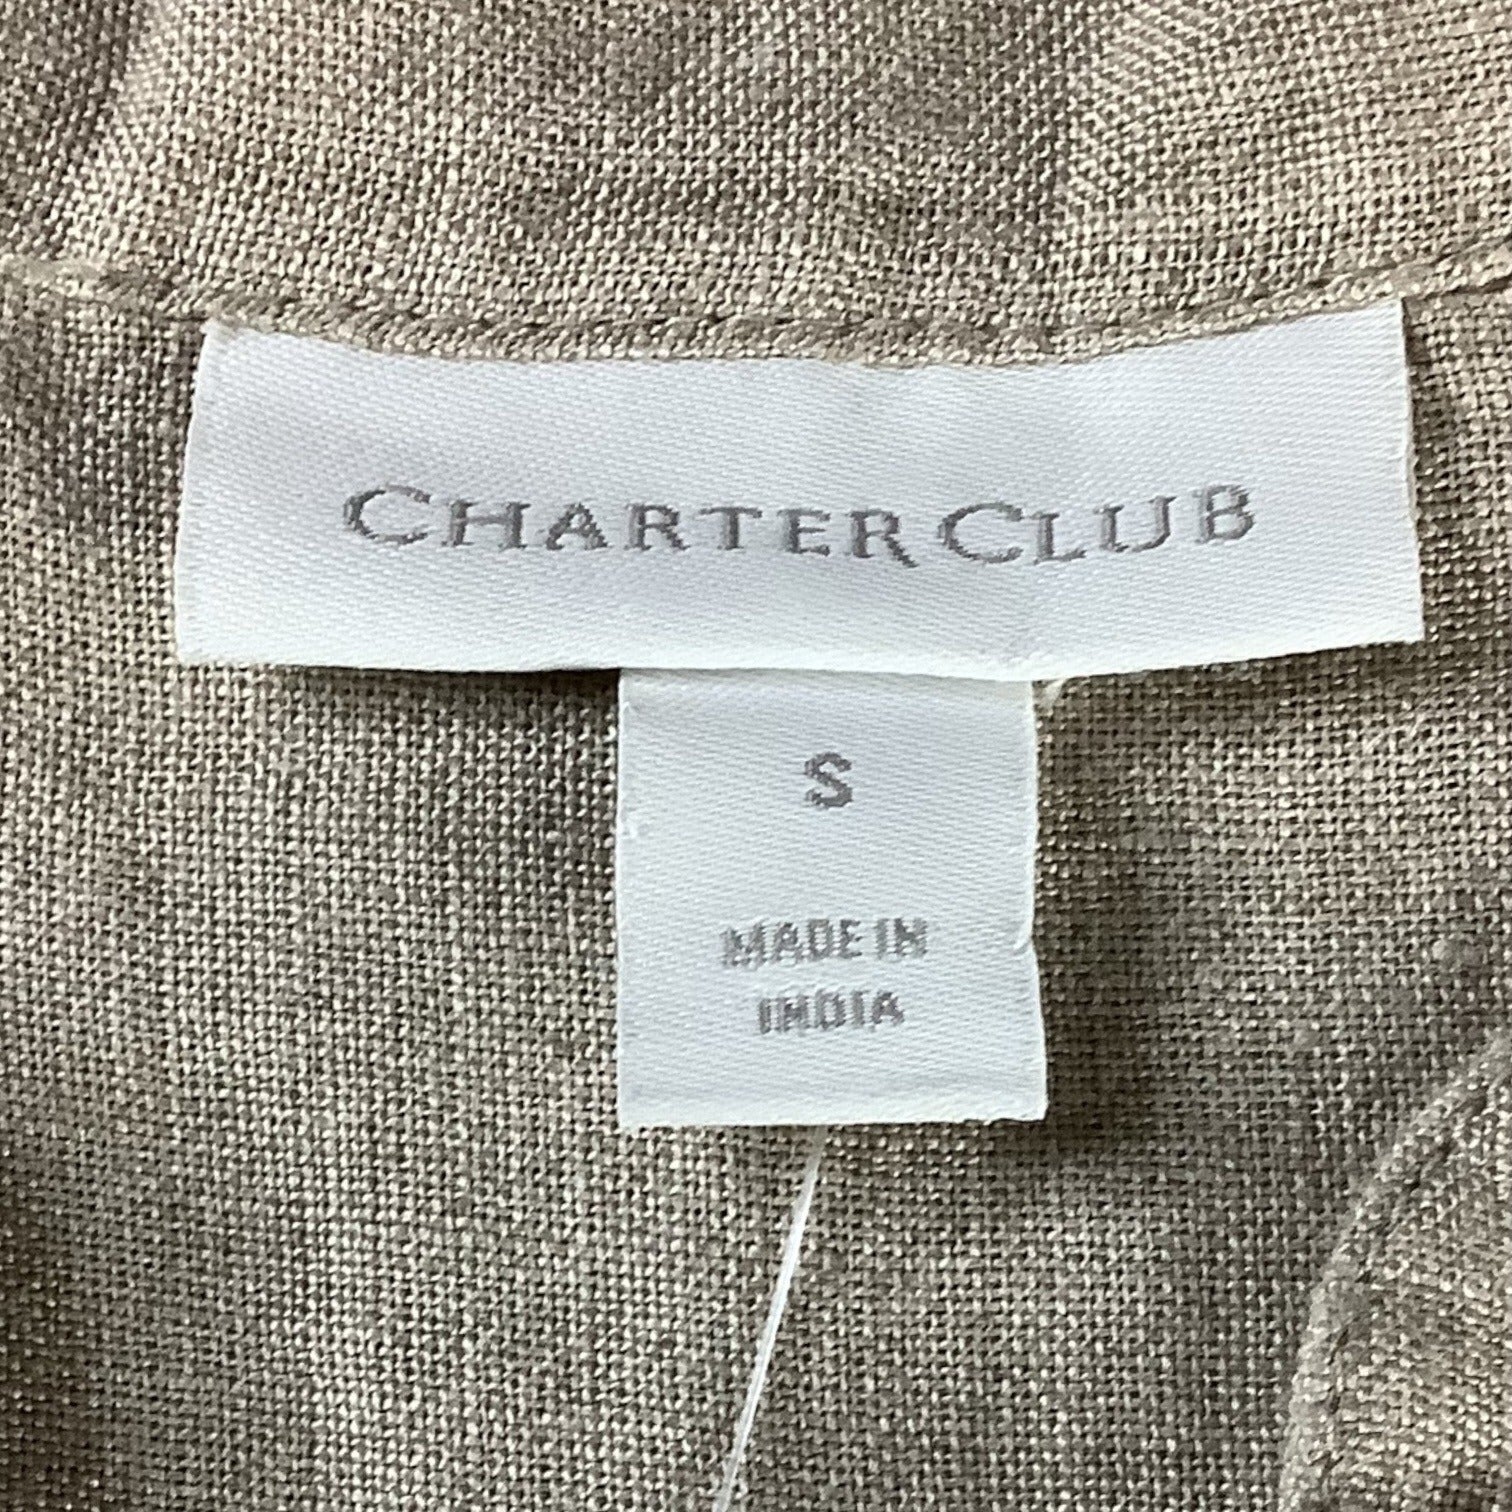 CHARTER CLUB
S
MADE IN
INDIA